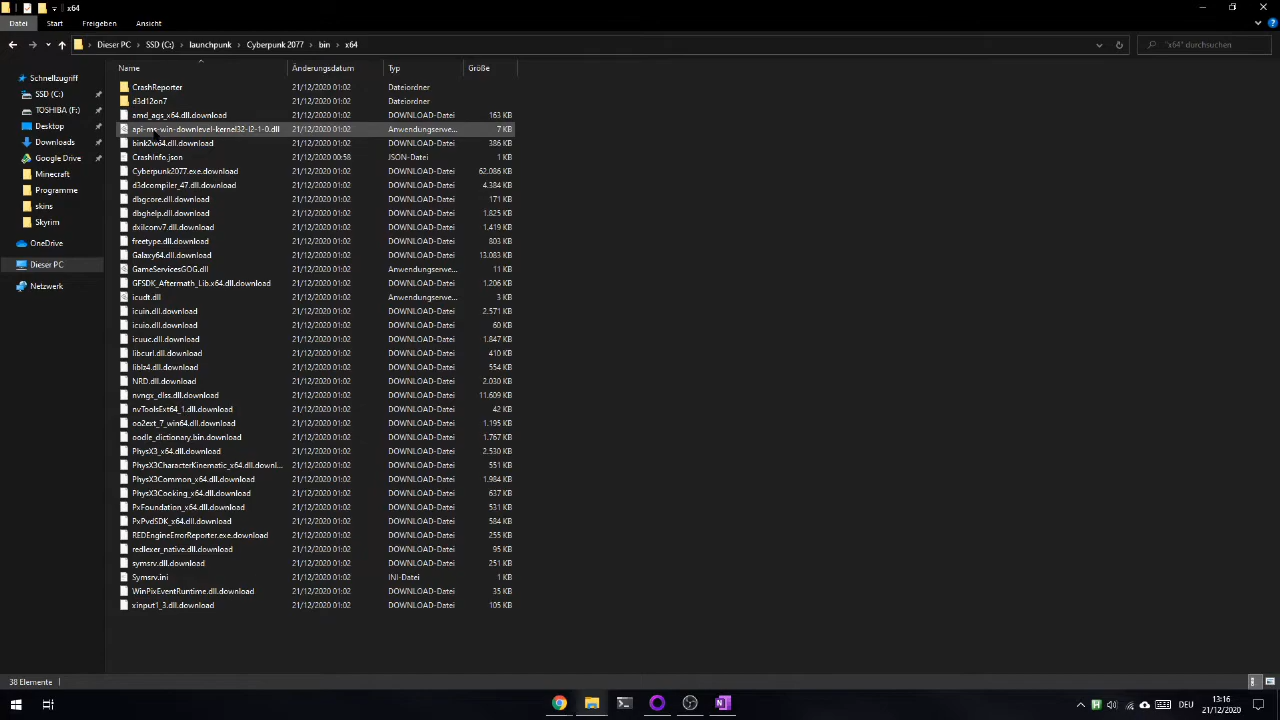 x64
Datei Start Freigeben Ansicht
Dieser PC SSD (C:) launchpunk Cyberpunk 2077 bin x64 "x64" durchsuchen
Name Änderungsdatum Typ Größe
Schnellzugriff
SSD (C:)
TOSHIBA (F:)
Desktop
Downloads
Google Drive
Minecraft
Programme
skins
Skyrim
OneDrive
Dieser PC
Netzwerk
CrashReporter 21/12/2020 01:02 Dateiordner
d3d12on7 21/12/2020 01:02 Dateiordner
amd_ags_x64.dll.download 21/12/2020 01:02 DOWNLOAD-Datei 163 KB
api-ms-win-downlevel-kernel32-l2-1-0.dll 21/12/2020 01:02 Anwendungserwe... 7 KB
bink2w64.dll.download 21/12/2020 01:02 DOWNLOAD-Datei 386 KB
CrashInfo.json 21/12/2020 00:58 JSON-Datei 1 KB
Cyberpunk2077.exe.download 21/12/2020 01:02 DOWNLOAD-Datei 62.086 KB
d3dcompiler_47.dll.download 21/12/2020 01:02 DOWNLOAD-Datei 4.384 KB
dbgcore.dll.download 21/12/2020 01:02 DOWNLOAD-Datei 171 KB
dbghelp.dll.download 21/12/2020 01:02 DOWNLOAD-Datei 1.825 KB
dxilconv7.dll.download 21/12/2020 01:02 DOWNLOAD-Datei 1.419 KB
freetype.dll.download 21/12/2020 01:02 DOWNLOAD-Datei 803 KB
Galaxy64.dll.download 21/12/2020 01:02 DOWNLOAD-Datei 13.083 KB
GameServicesGOG.dll 21/12/2020 01:02 Anwendungserwe... 11 KB
GFSDK_Aftermath_Lib.x64.dll.download 21/12/2020 01:02 DOWNLOAD-Datei 1.206 KB
icudt.dll 21/12/2020 01:02 Anwendungserwe... 3 KB
icuin.dll.download 21/12/2020 01:02 DOWNLOAD-Datei 2.571 KB
icuio.dll.download 21/12/2020 01:02 DOWNLOAD-Datei 60 KB
icuuc.dll.download 21/12/2020 01:02 DOWNLOAD-Datei 1.847 KB
libcurl.dll.download 21/12/2020 01:02 DOWNLOAD-Datei 410 KB
liblz4.dll.download 21/12/2020 01:02 DOWNLOAD-Datei 554 KB
NRD.dll.download 21/12/2020 01:02 DOWNLOAD-Datei 2.030 KB
nvngx_dlss.dll.download 21/12/2020 01:02 DOWNLOAD-Datei 11.609 KB
nvToolsExt64_1.dll.download 21/12/2020 01:02 DOWNLOAD-Datei 42 KB
oo2ext_7_win64.dll.download 21/12/2020 01:02 DOWNLOAD-Datei 1.195 KB
oodle_dictionary.bin.download 21/12/2020 01:02 DOWNLOAD-Datei 1.767 KB
PhysX3_x64.dll.download 21/12/2020 01:02 DOWNLOAD-Datei 2.530 KB
PhysX3CharacterKinematic_x64.dll.downl... 21/12/2020 01:02 DOWNLOAD-Datei 551 KB
PhysX3Common_x64.dll.download 21/12/2020 01:02 DOWNLOAD-Datei 1.984 KB
PhysX3Cooking_x64.dll.download 21/12/2020 01:02 DOWNLOAD-Datei 637 KB
PxFoundation_x64.dll.download 21/12/2020 01:02 DOWNLOAD-Datei 531 KB
PxPvdSDK_x64.dll.download 21/12/2020 01:02 DOWNLOAD-Datei 584 KB
REDEngineErrorReporter.exe.download 21/12/2020 01:02 DOWNLOAD-Datei 255 KB
redlexer_native.dll.download 21/12/2020 01:02 DOWNLOAD-Datei 95 KB
symsrv.dll.download 21/12/2020 01:02 DOWNLOAD-Datei 251 KB
Symsrv.ini 21/12/2020 01:02 INI-Datei 1 KB
WinPixEventRuntime.dll.download 21/12/2020 01:02 DOWNLOAD-Datei 35 KB
xinput1_3.dll.download 21/12/2020 01:02 DOWNLOAD-Datei 105 KB
38 Elemente
DEU 13:16
21/12/2020